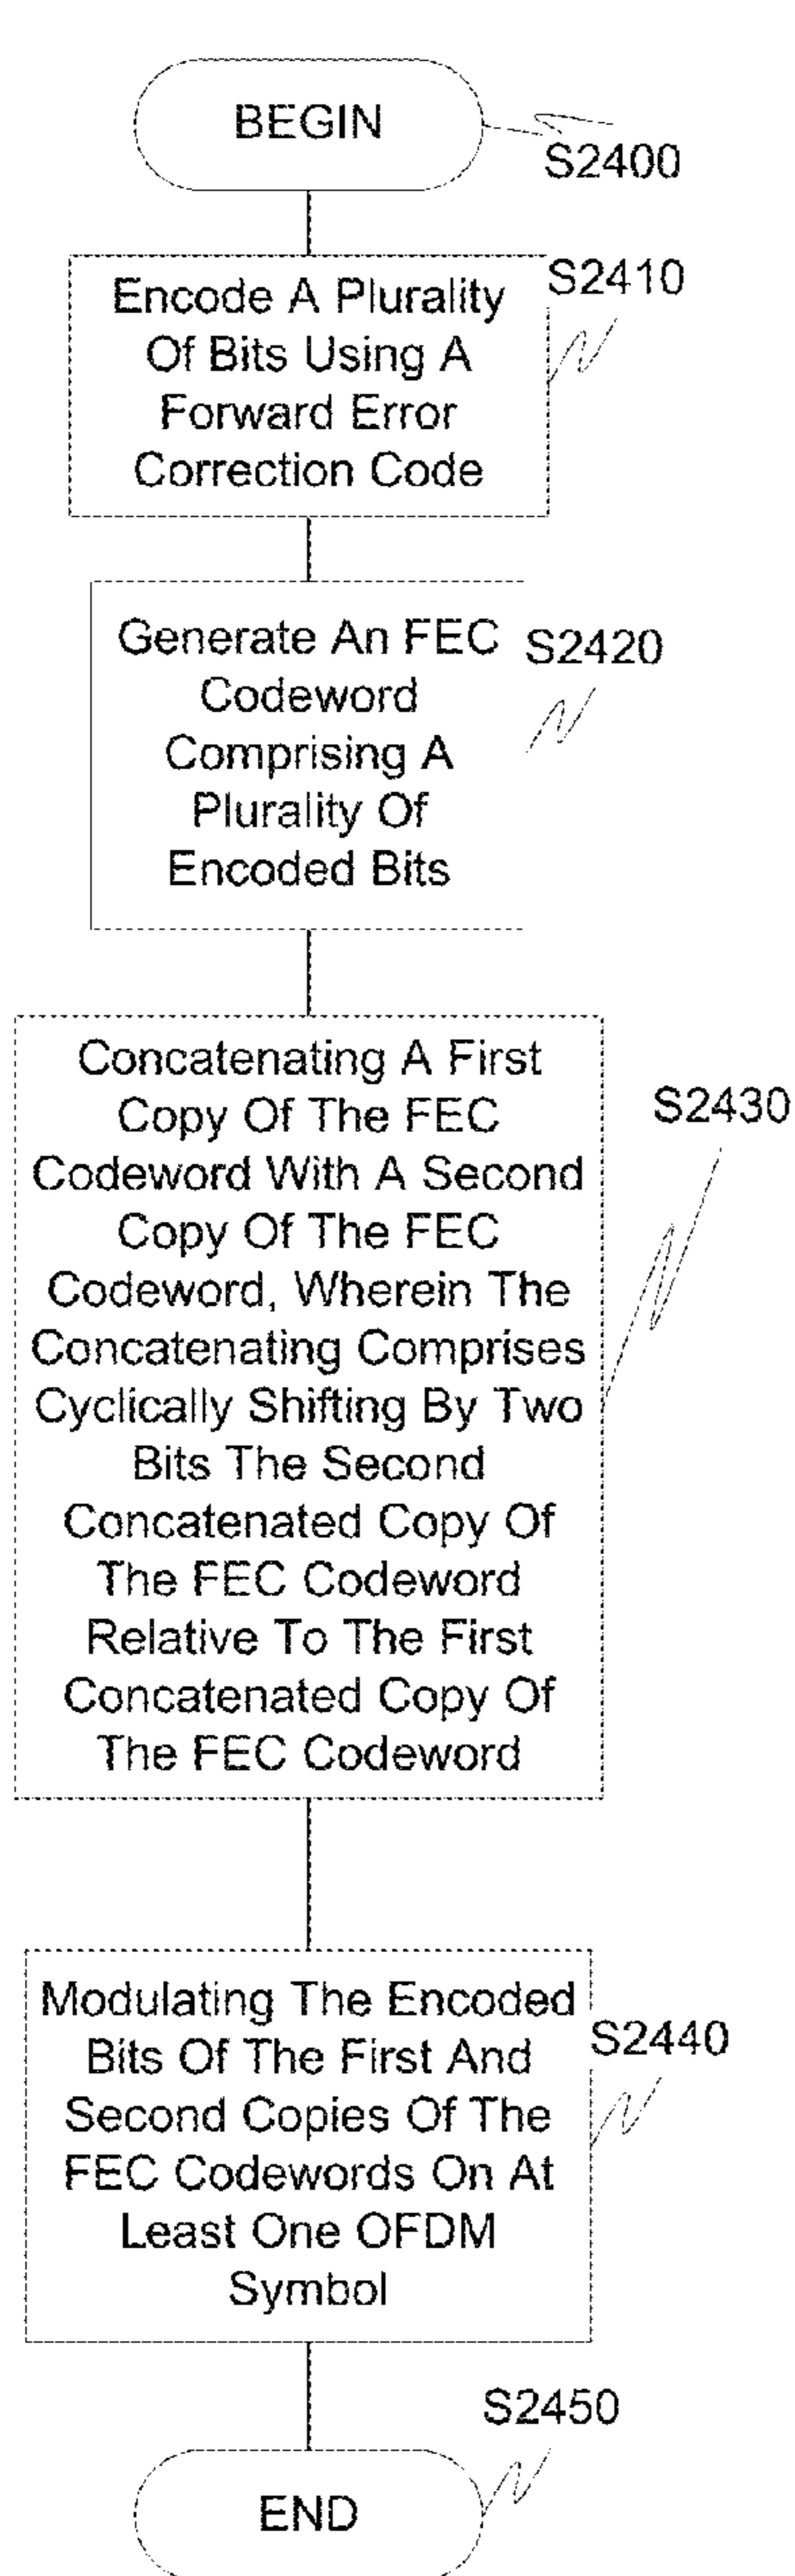 BEGIN
S2400
S2410
Encode A Plurality
Of Bits Using A
Forward Error
Correction Code
Generate An FEC
S2420
Codeword
Comprising A
Plurality Of
Encoded Bits
Concatenating A First
Copy Of The FEC
S2430
Codeword With A Second
Copy Of The FEC
Codeword, Wherein The
Concatenating Comprises
Cyclically Shifting By Two
Bits The Second
Concatenated Copy Of
The FEC Codeword
Relative To The First
Concatenated Copy Of
The FEC Codeword
Modulating The Encoded
S2440
Bits Of The First And
Second Copies Of The
FEC Codewords On At
Least One OFDM
Symbol
S2450
END